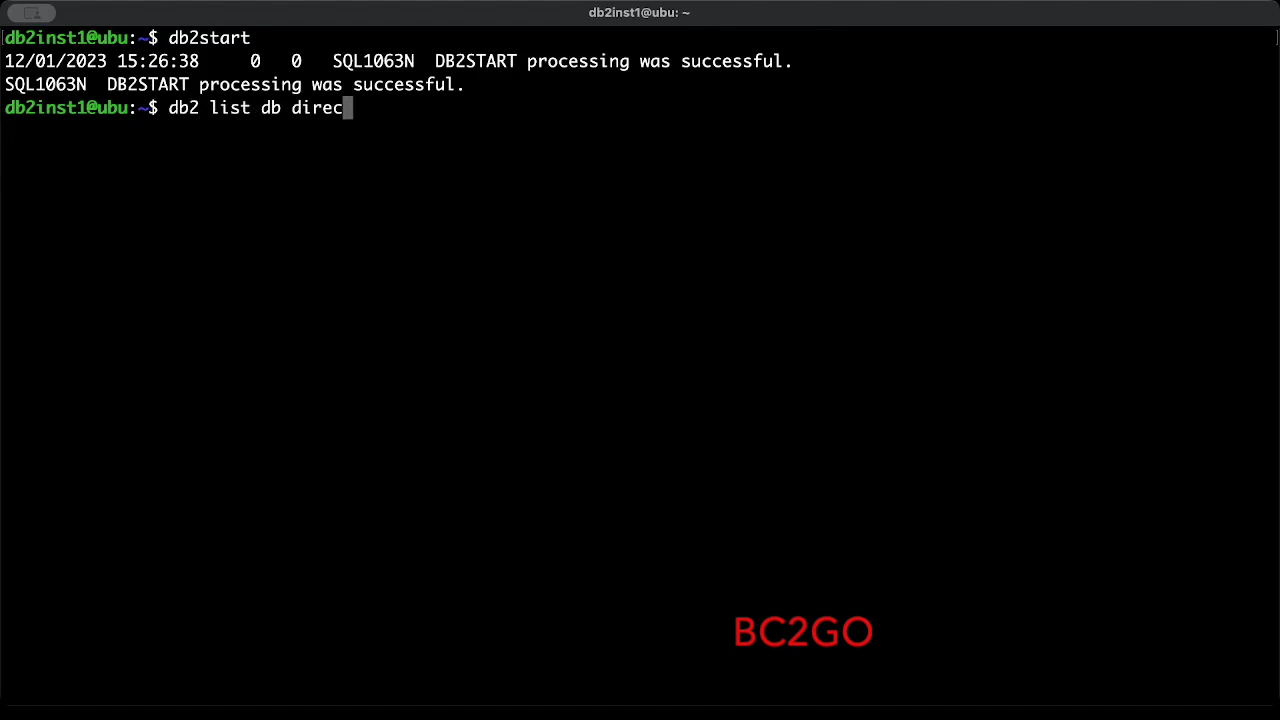 db2inst1@ubu: ~
db2inst1@ubu:~$ db2start
12/01/2023 15:26:38     0   0   SQL1063N  DB2START processing was successful.
SQL1063N  DB2START processing was successful.
db2inst1@ubu:~$ db2 list db direc
BC2GO